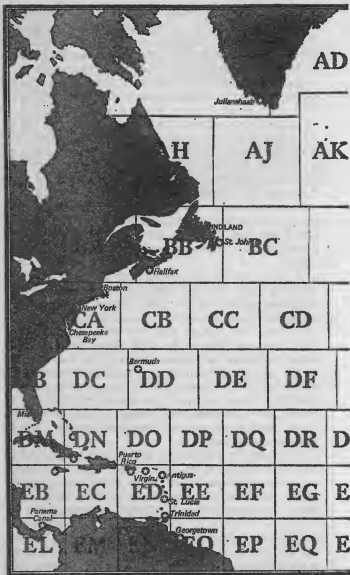 AD
Julianehaab
AH AJ AK
BB BC
St. John's
Halifax
Boston
New York
CA CB CC CD
Chesapeake
Bay
Bermuda
DC DD DE DF
DM DN DO DP DQ DR D
Puerto
Rico
Virgin
Antigua
EB EC ED EE EF EG E
St. Lucia
Panama
Canal
Trinidad
Georgetown
EL EP EQ E